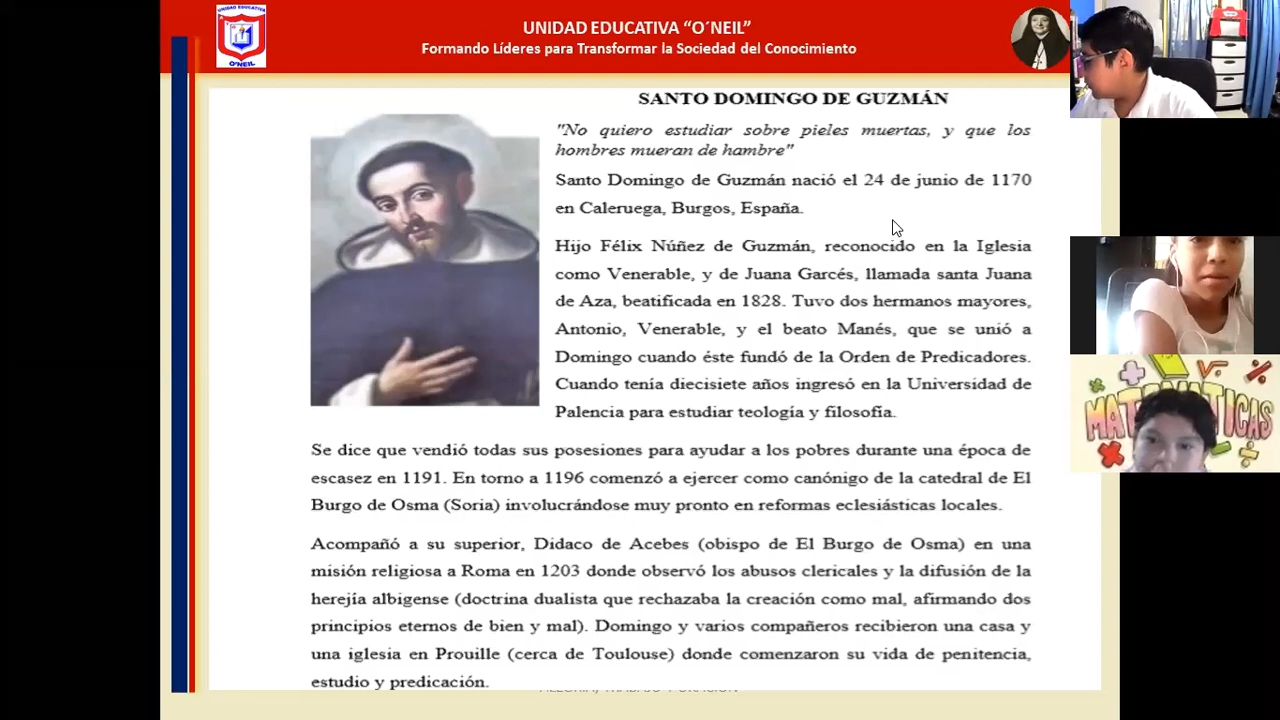 UNIDAD EDUCATIVA
O'NEIL
UNIDAD EDUCATIVA “O´NEIL”
Formando Líderes para Transformar la Sociedad del Conocimiento
SANTO DOMINGO DE GUZMÁN
"No quiero estudiar sobre pieles muertas, y que los
hombres mueran de hambre"
Santo Domingo de Guzmán nació el 24 de junio de 1170
en Caleruega, Burgos, España.
Hijo Félix Núñez de Guzmán, reconocido en la Iglesia
como Venerable, y de Juana Garcés, llamada santa Juana
de Aza, beatificada en 1828. Tuvo dos hermanos mayores,
Antonio, Venerable, y el beato Manés, que se unió a
Domingo cuando éste fundó de la Orden de Predicadores.
Cuando tenía diecisiete años ingresó en la Universidad de
Palencia para estudiar teología y filosofía.
Se dice que vendió todas sus posesiones para ayudar a los pobres durante una época de
escasez en 1191. En torno a 1196 comenzó a ejercer como canónigo de la catedral de El
Burgo de Osma (Soria) involucrándose muy pronto en reformas eclesiásticas locales.
Acompañó a su superior, Didaco de Acebes (obispo de El Burgo de Osma) en una
misión religiosa a Roma en 1203 donde observó los abusos clericales y la difusión de la
herejía albigense (doctrina dualista que rechazaba la creación como mal, afirmando dos
principios eternos de bien y mal). Domingo y varios compañeros recibieron una casa y
una iglesia en Prouille (cerca de Toulouse) donde comenzaron su vida de penitencia,
estudio y predicación.